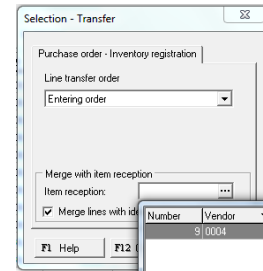 Selection - Transfer
Purchase order - Inventory registration
Line transfer order
Entering order
Merge with item reception
Item reception:
Merge lines with
Number Vendor
9 0004
F1 Help F12